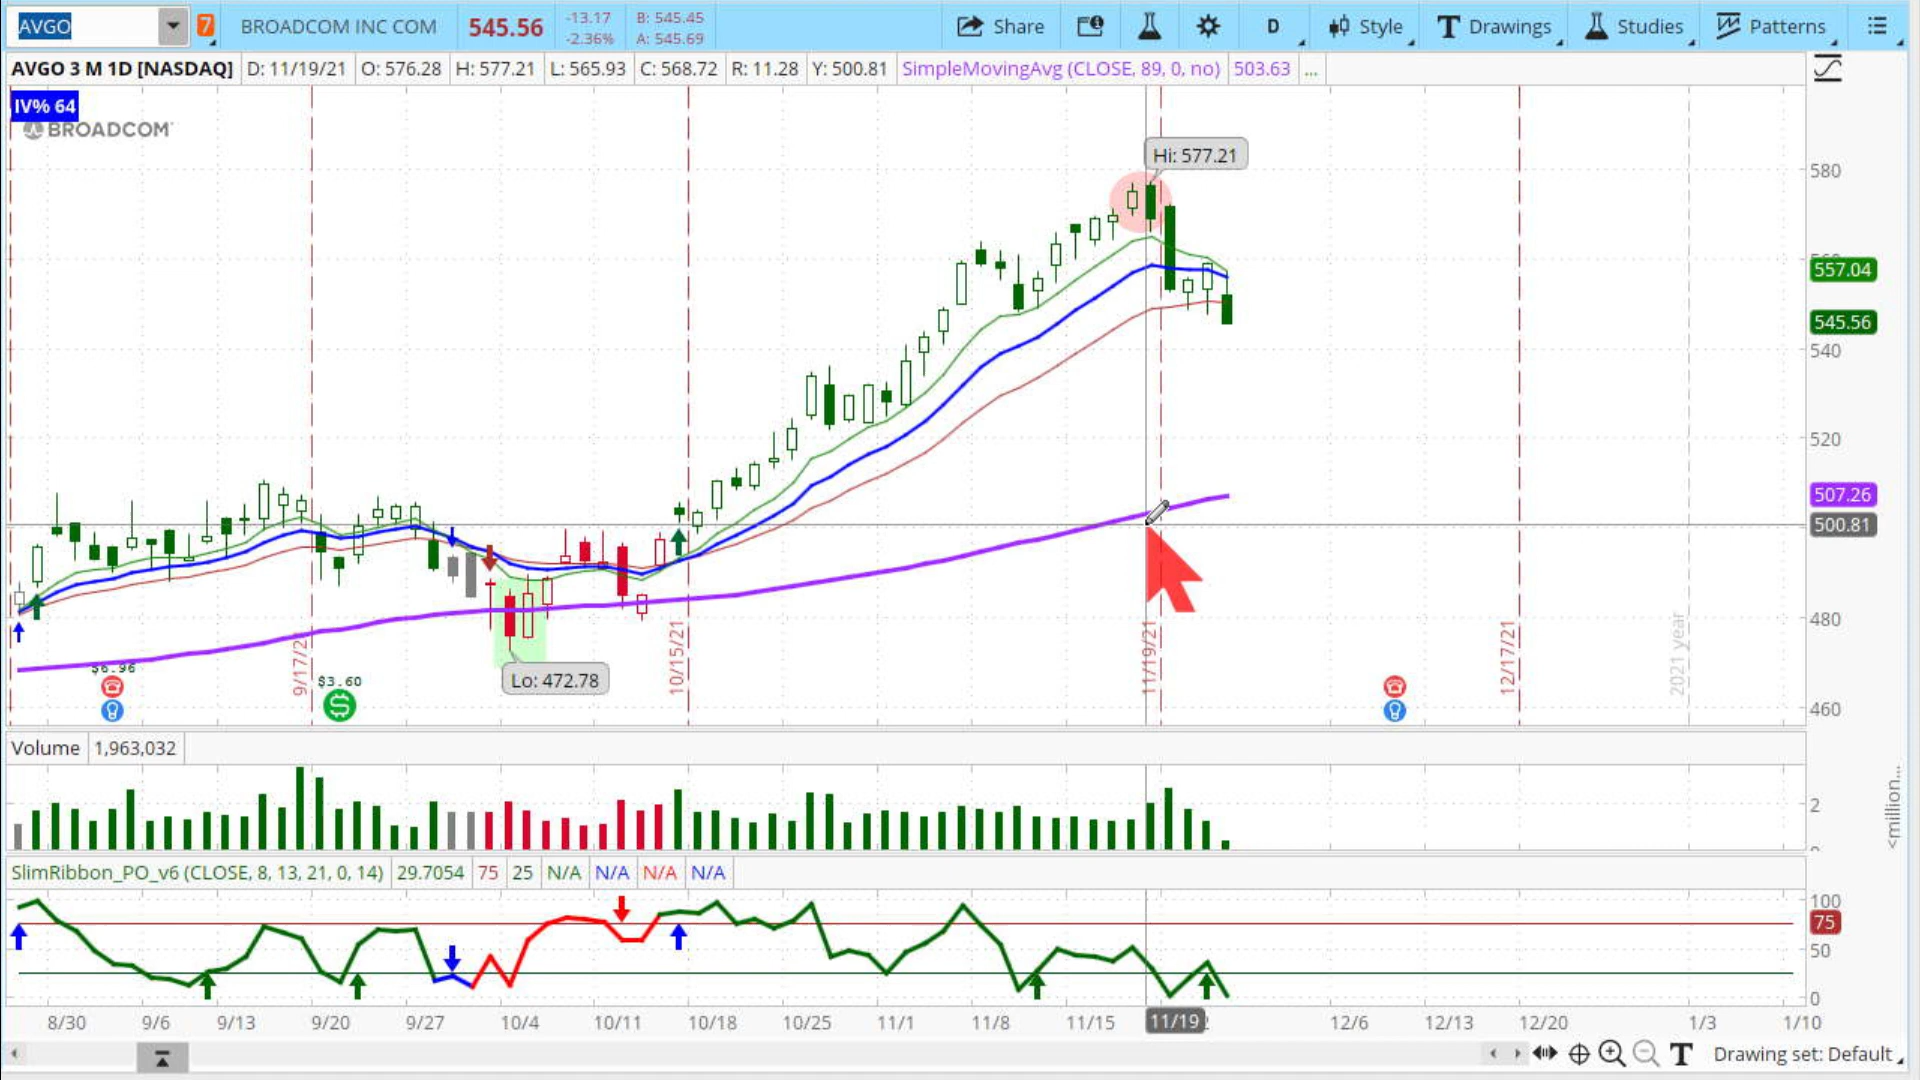 AVGO 7 BROADCOM INC COM 545.56 -13.17 -2.36% B: 545.45 A: 545.69 Share D Style Drawings Studies Patterns
AVGO 3 M 1D [NASDAQ] D: 11/19/21 O: 576.28 H: 577.21 L: 565.93 C: 568.72 R: 11.28 Y: 500.81 SimpleMovingAvg (CLOSE, 89, 0, no) 503.63 ...
IV% 64
BROADCOM
Hi: 577.21
580
557.04
545.56
540
520
507.26
500.81
480
460
Lo: 472.78
$6.96
$3.60
10/15/21
11/19/21
12/17/21
2021 year
Volume 1,963,032
2
<million...
SlimRibbon_PO_v6 (CLOSE, 8, 13, 21, 0, 14) 29.7054 75 25 N/A N/A N/A N/A
100
75
50
0
8/30 9/6 9/13 9/20 9/27 10/4 10/11 10/18 10/25 11/1 11/8 11/15 11/19 12/6 12/13 12/20 1/3 1/10
T Drawing set: Default